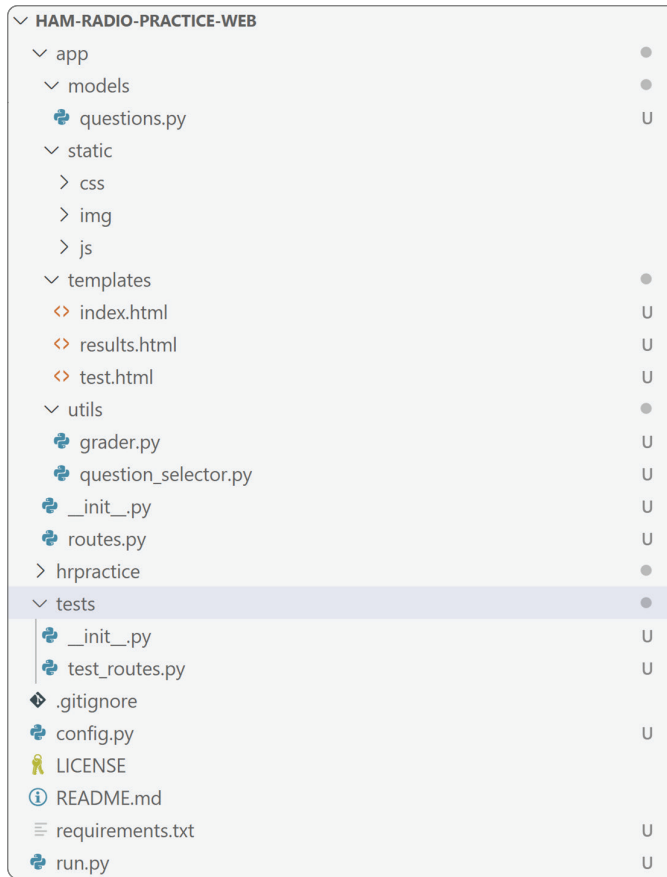 HAM-RADIO-PRACTICE-WEB
app
models
questions.py U
static
css
img
js
templates
index.html U
results.html U
test.html U
utils
grader.py U
question_selector.py U
__init__.py U
routes.py U
hrpractice
tests
__init__.py U
test_routes.py U
.gitignore
config.py U
LICENSE
README.md
requirements.txt U
run.py U